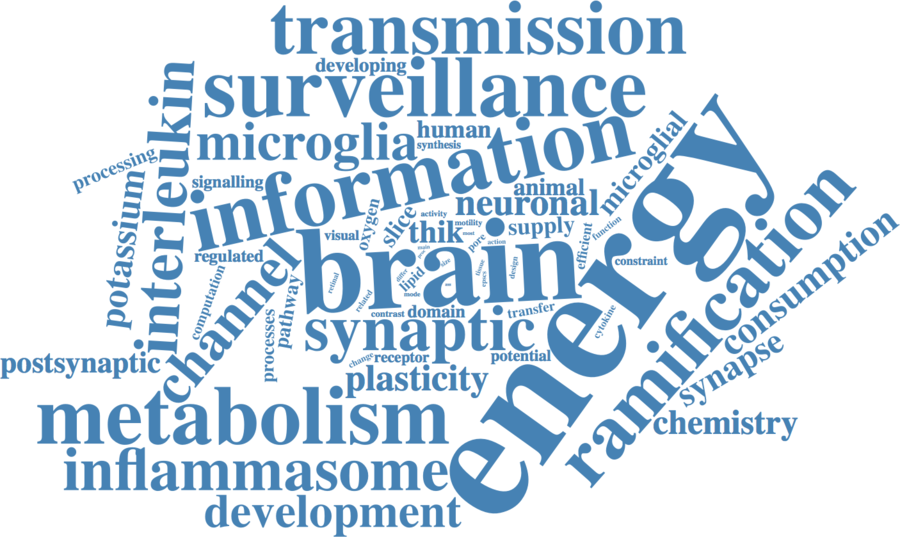 transmission
developing
surveillance
interleukin
microglia
human
synthesis
information
energy
microglial
processing
potassium
signalling
animal
neuronal
ramification
slice
oxygen
activity
motility
thik
most
supply
efficient
function
visual
pore
action
regulated
channel
brain
main
constraint
consumption
lipid
size
tissue
epscs
design
retinal
computation
related
mode
differ
contrast
domain
transfer
cytokine
processes
pathway
synaptic
synapse
postsynaptic
change
receptor
potential
plasticity
metabolism
chemistry
inflammasome
development